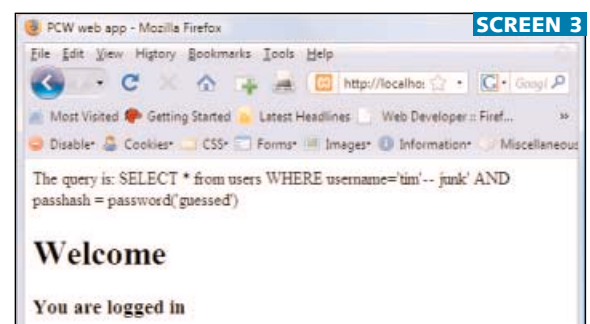 PCW web app - Mozilla Firefox
SCREEN 3
File Edit View History Bookmarks Tools Help
http://localho: G Googl
Most Visited Getting Started Latest Headlines Web Developer :: Firef... »
Disable Cookies CSS Forms Images Information Miscellaneous
The query is: SELECT * from users WHERE username='tim'-- junk' AND
passhash = password('guessed')
Welcome
You are logged in